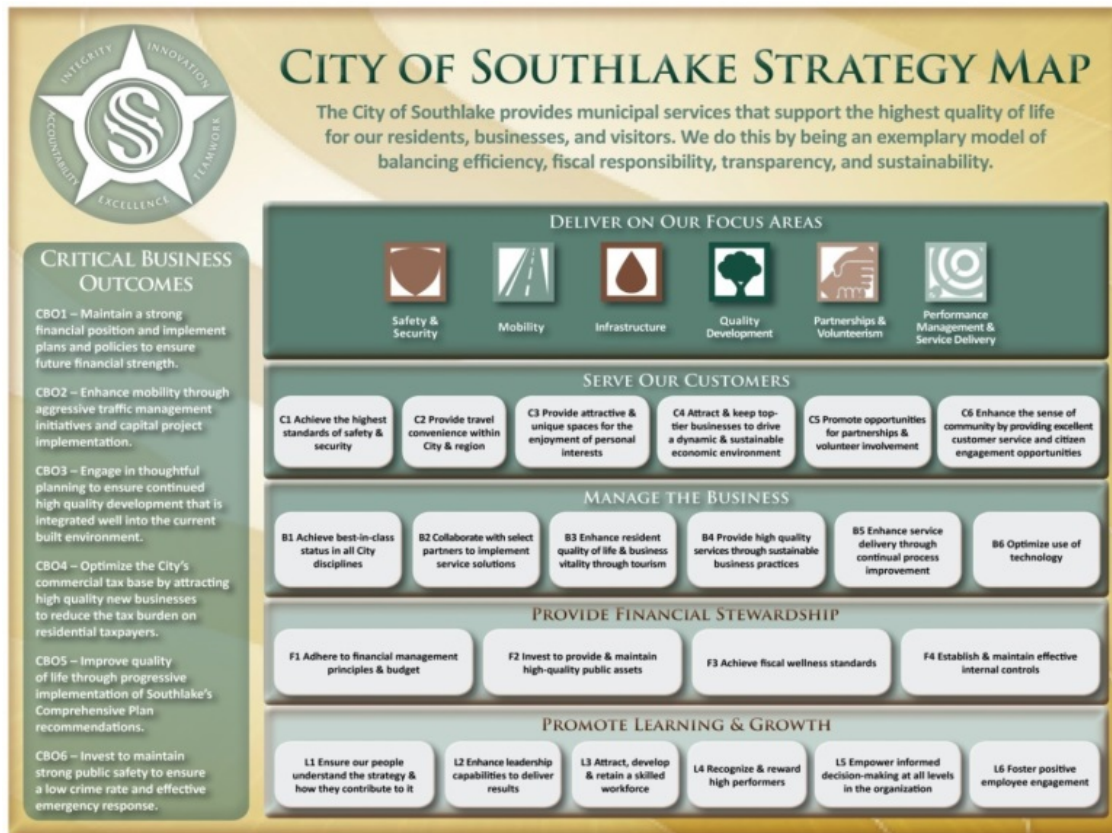 INTEGRITY
INNOVATION
ACCOUNTABILITY
TEAMWORK
EXCELLENCE
CITY OF SOUTHLAKE STRATEGY MAP
The City of Southlake provides municipal services that support the highest quality of life
for our residents, businesses, and visitors. We do this by being an exemplary model of
balancing efficiency, fiscal responsibility, transparency, and sustainability.
CRITICAL BUSINESS
OUTCOMES
CBO1 – Maintain a strong
financial position and implement
plans and policies to ensure
future financial strength.
CBO2 – Enhance mobility through
aggressive traffic management
initiatives and capital project
implementation.
CBO3 – Engage in thoughtful
planning to ensure continued
high quality development that is
integrated well into the current
built environment.
CBO4 – Optimize the City's
commercial tax base by attracting
high quality new businesses
to reduce the tax burden on
residential taxpayers.
CBO5 – Improve quality
of life through progressive
implementation of Southlake's
Comprehensive Plan
recommendations.
CBO6 – Invest to maintain
strong public safety to ensure
a low crime rate and effective
emergency response.
DELIVER ON OUR FOCUS AREAS
Safety &
Security
Mobility
Infrastructure
Quality
Development
Partnerships &
Volunteerism
Performance
Management &
Service Delivery
SERVE OUR CUSTOMERS
C1 Achieve the highest
standards of safety &
security
C2 Provide travel
convenience within
City & region
C3 Provide attractive &
unique spaces for the
enjoyment of personal
interests
C4 Attract & keep top-
tier businesses to drive
a dynamic & sustainable
economic environment
C5 Promote opportunities
for partnerships &
volunteer involvement
C6 Enhance the sense of
community by providing excellent
customer service and citizen
engagement opportunities
MANAGE THE BUSINESS
B1 Achieve best-in-class
status in all City
disciplines
B2 Collaborate with select
partners to implement
service solutions
B3 Enhance resident
quality of life & business
vitality through tourism
B4 Provide high quality
services through sustainable
business practices
B5 Enhance service
delivery through
continual process
improvement
B6 Optimize use of
technology
PROVIDE FINANCIAL STEWARDSHIP
F1 Adhere to financial management
principles & budget
F2 Invest to provide & maintain
high-quality public assets
F3 Achieve fiscal wellness standards
F4 Establish & maintain effective
internal controls
PROMOTE LEARNING & GROWTH
L1 Ensure our people
understand the strategy &
how they contribute to it
L2 Enhance leadership
capabilities to deliver
results
L3 Attract, develop
& retain a skilled
workforce
L4 Recognize & reward
high performers
L5 Empower informed
decision-making at all levels
in the organization
L6 Foster positive
employee engagement